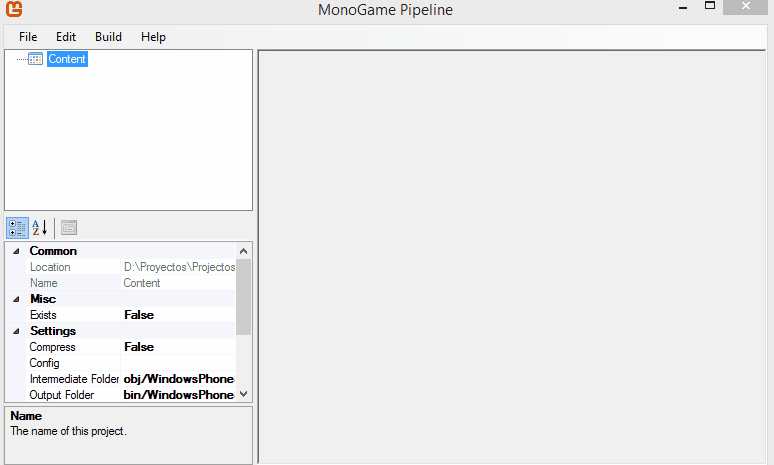 MonoGame Pipeline
File Edit Build Help
Content
Common
Location D:\Proyectos\Projectos
Name Content
Misc
Exists False
Settings
Compress False
Config
Intermediate Folder obj/WindowsPhone
Output Folder bin/WindowsPhone
Name
The name of this project.